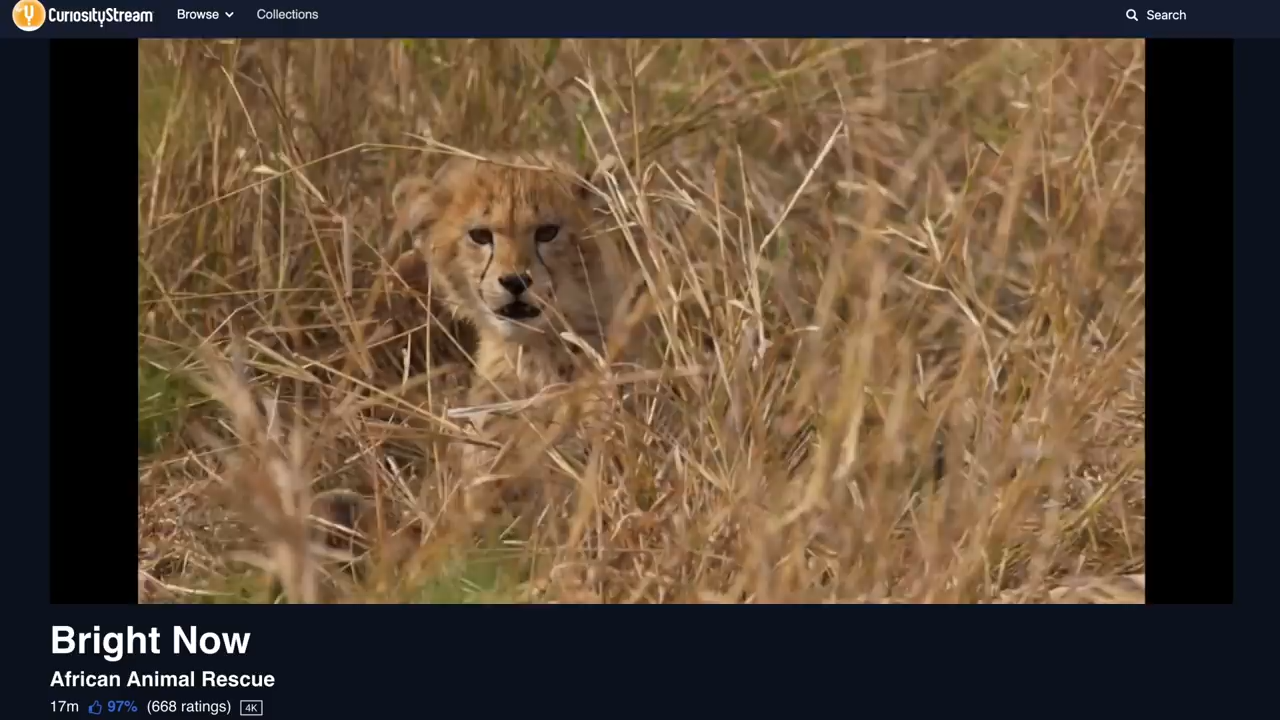 CuriosityStream Browse Collections Search
Bright Now
African Animal Rescue
17m 97% (668 ratings) 4K